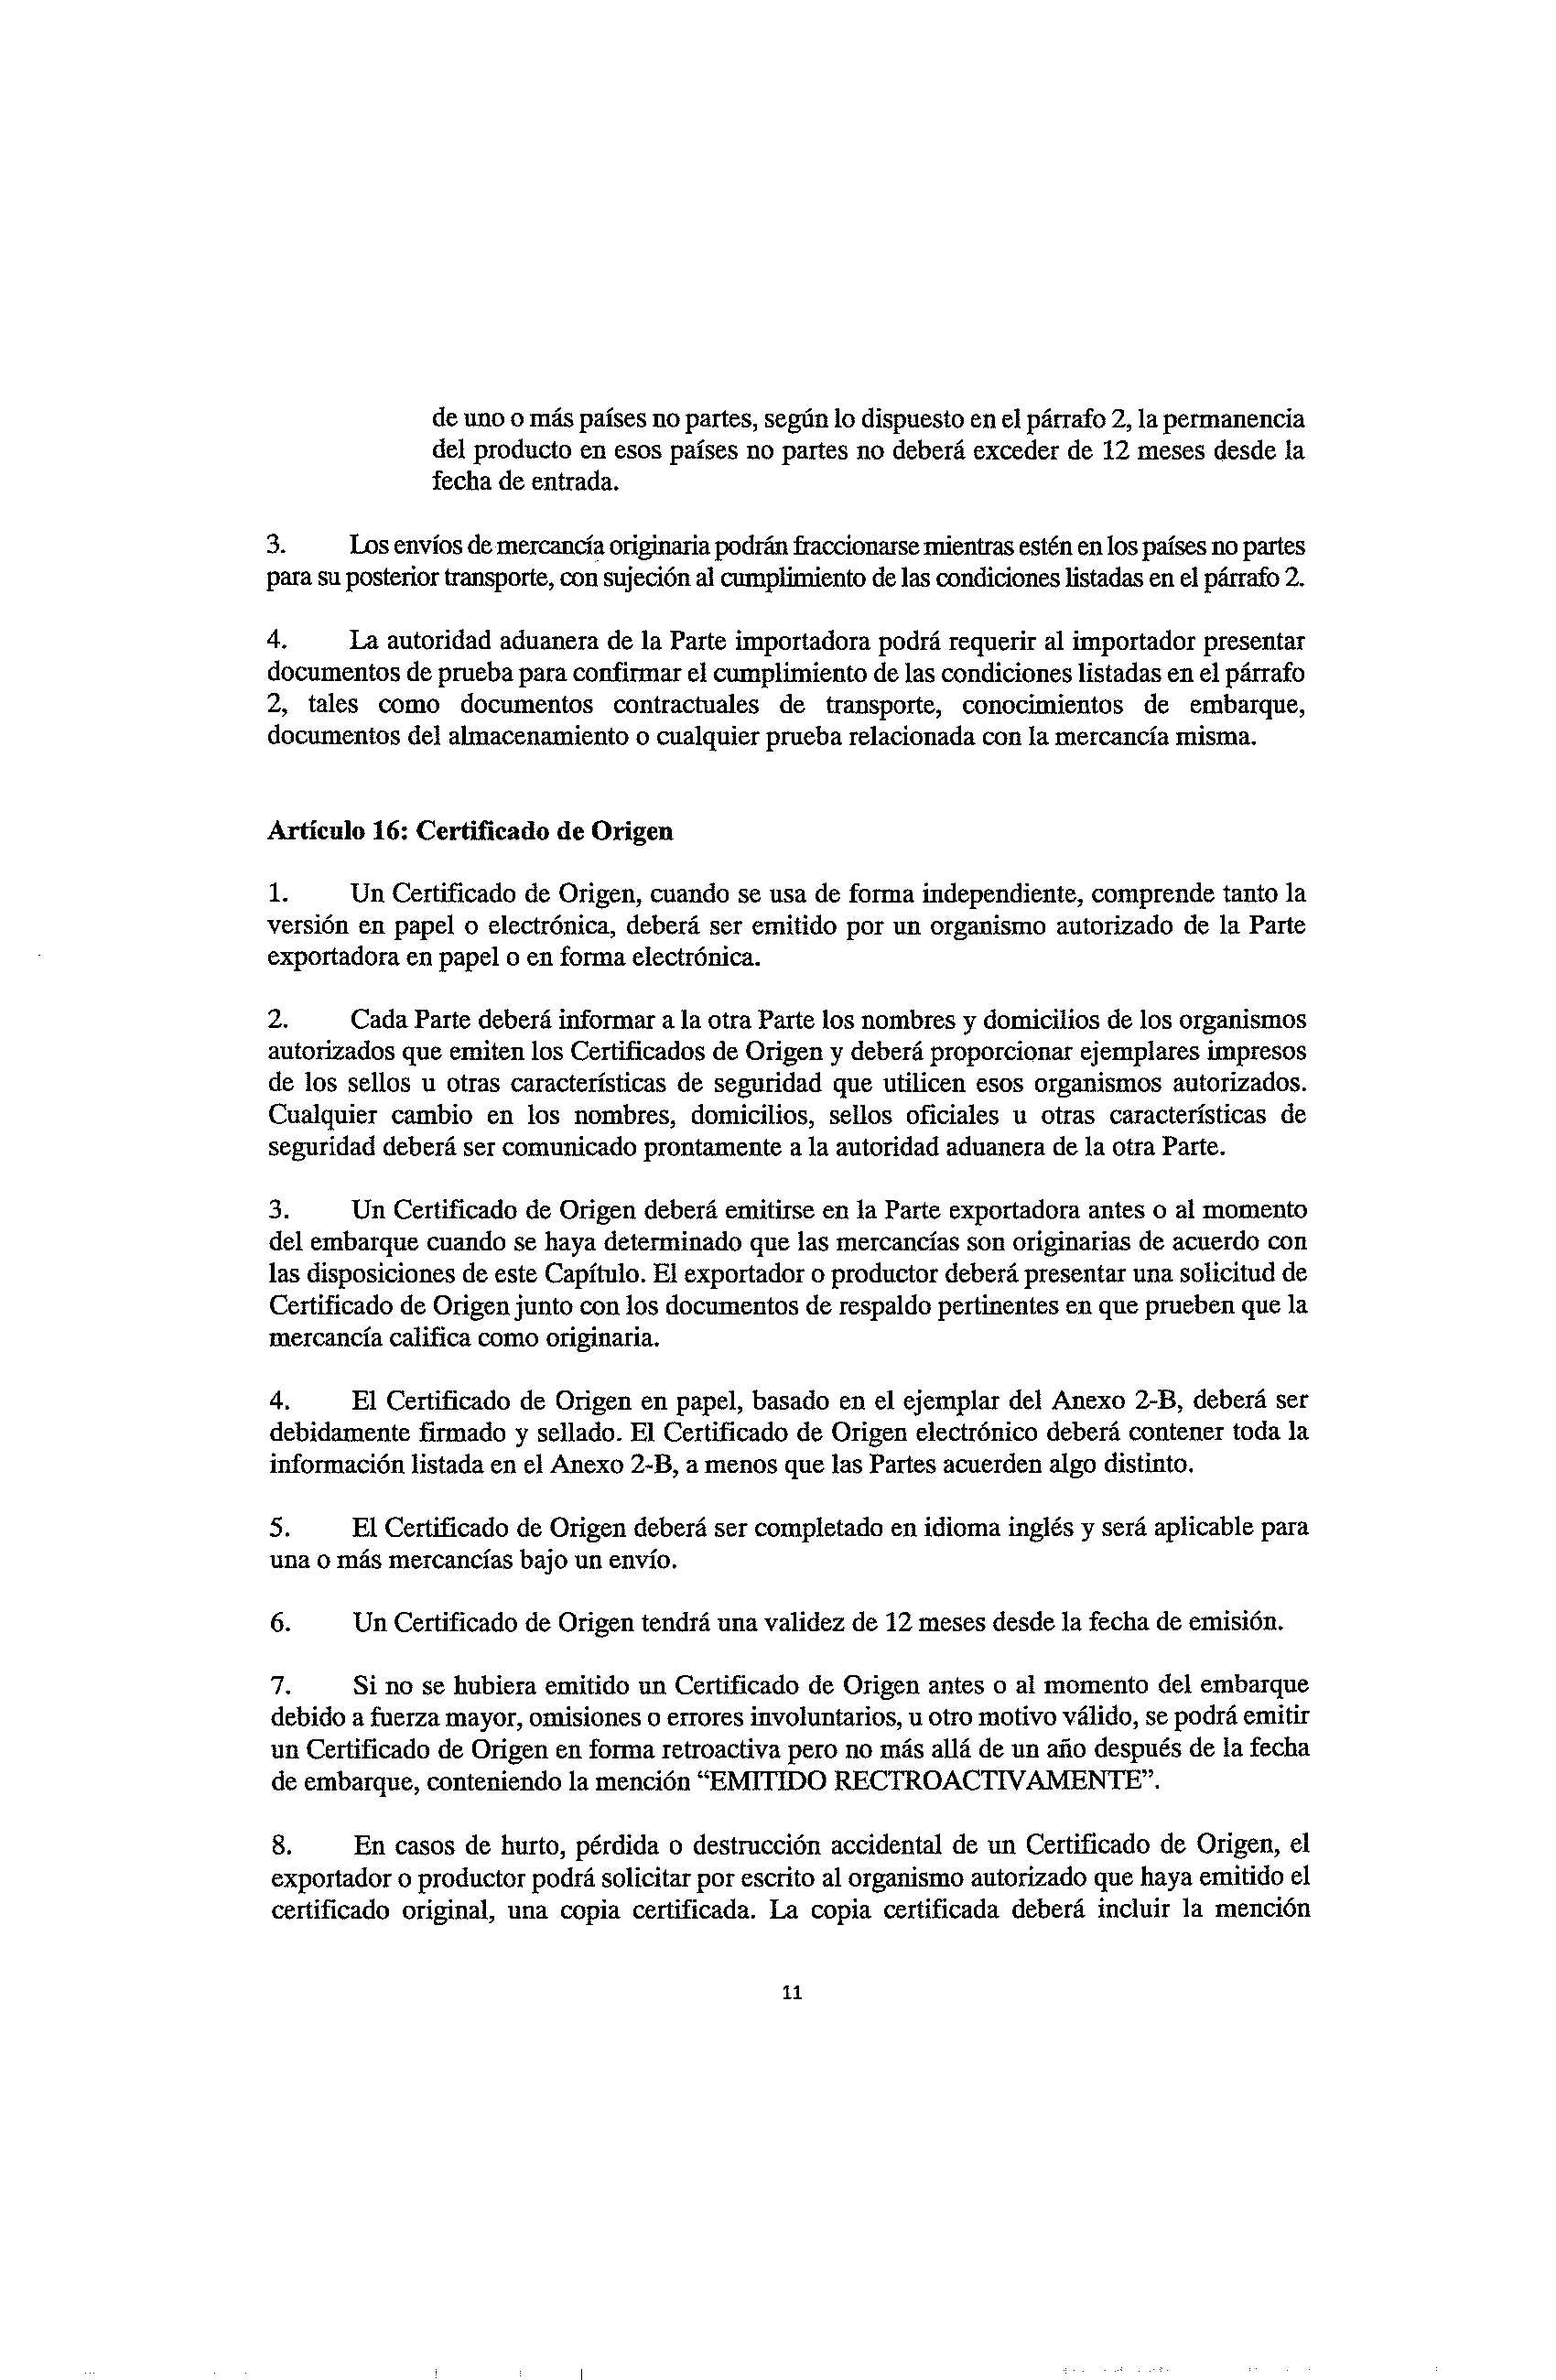 de uno o más países no partes, según lo dispuesto en el párrafo 2, la permanencia
del producto en esos países no partes no deberá exceder de 12 meses desde la
fecha de entrada.
3. Los envíos de mercancía originaria podrán fraccionarse mientras estén en los países no partes
para su posterior transporte, con sujeción al cumplimiento de las condiciones listadas en el párrafo 2.
4. La autoridad aduanera de la Parte importadora podrá requerir al importador presentar
documentos de prueba para confirmar el cumplimiento de las condiciones listadas en el párrafo
2, tales como documentos contractuales de transporte, conocimientos de embarque,
documentos del almacenamiento o cualquier prueba relacionada con la mercancía misma.
Artículo 16: Certificado de Origen
1. Un Certificado de Origen, cuando se usa de forma independiente, comprende tanto la
versión en papel o electrónica, deberá ser emitido por un organismo autorizado de la Parte
exportadora en papel o en forma electrónica.
2. Cada Parte deberá informar a la otra Parte los nombres y domicilios de los organismos
autorizados que emiten los Certificados de Origen y deberá proporcionar ejemplares impresos
de los sellos u otras características de seguridad que utilicen esos organismos autorizados.
Cualquier cambio en los nombres, domicilios, sellos oficiales u otras características de
seguridad deberá ser comunicado prontamente a la autoridad aduanera de la otra Parte.
3. Un Certificado de Origen deberá emitirse en la Parte exportadora antes o al momento
del embarque cuando se haya determinado que las mercancías son originarias de acuerdo con
las disposiciones de este Capítulo. El exportador o productor deberá presentar una solicitud de
Certificado de Origen junto con los documentos de respaldo pertinentes en que prueben que la
mercancía califica como originaria.
4. El Certificado de Origen en papel, basado en el ejemplar del Anexo 2-B, deberá ser
debidamente firmado y sellado. El Certificado de Origen electrónico deberá contener toda la
información listada en el Anexo 2-B, a menos que las Partes acuerden algo distinto.
5. El Certificado de Origen deberá ser completado en idioma inglés y será aplicable para
una o más mercancías bajo un envío.
6. Un Certificado de Origen tendrá una validez de 12 meses desde la fecha de emisión.
7. Si no se hubiera emitido un Certificado de Origen antes o al momento del embarque
debido a fuerza mayor, omisiones o errores involuntarios, u otro motivo válido, se podrá emitir
un Certificado de Origen en forma retroactiva pero no más allá de un año después de la fecha
de embarque, conteniendo la mención “EMITIDO RECTROACTIVAMENTE”.
8. En casos de hurto, pérdida o destrucción accidental de un Certificado de Origen, el
exportador o productor podrá solicitar por escrito al organismo autorizado que haya emitido el
certificado original, una copia certificada. La copia certificada deberá incluir la mención
11